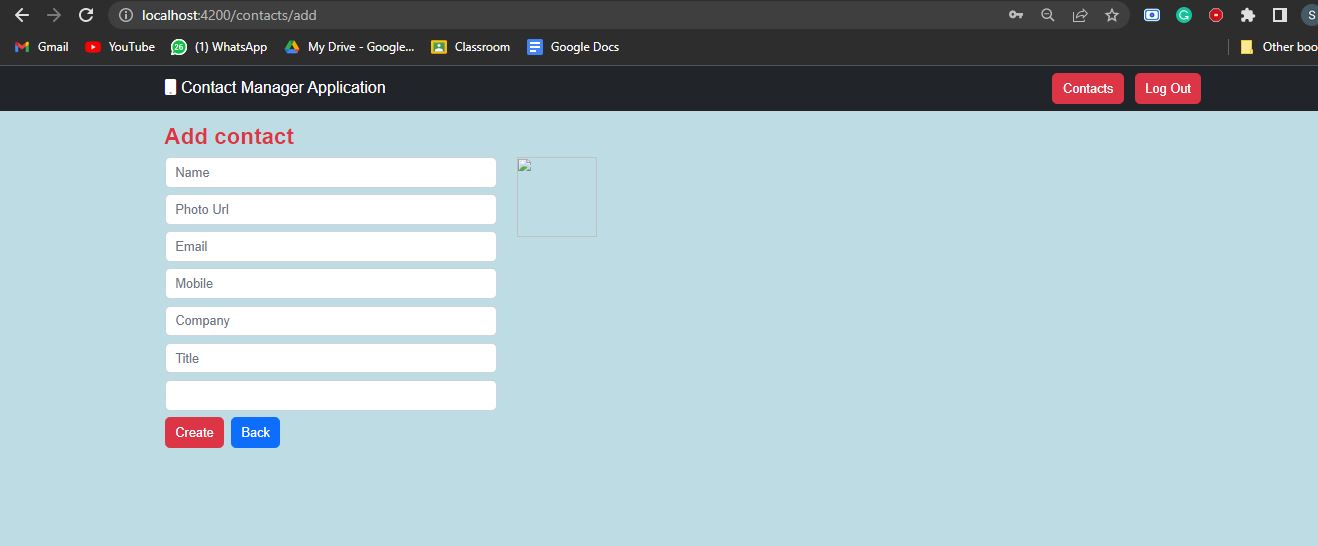 localhost:4200/contacts/add
S
Gmail YouTube 26 (1) WhatsApp My Drive - Google... Classroom Google Docs Other boo
Contact Manager Application Contacts Log Out
Add contact
Name
Photo Url
Email
Mobile
Company
Title
Create Back